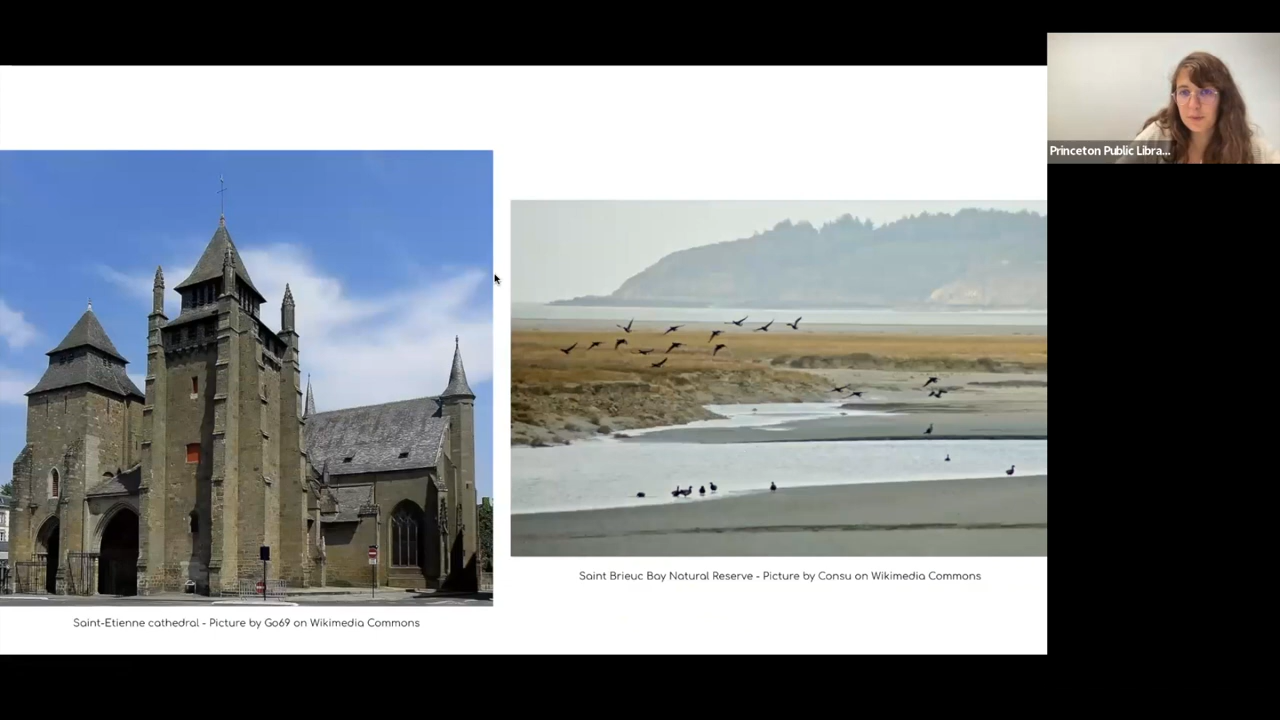 Princeton Public Libra...
Saint Brieuc Bay Natural Reserve - Picture by Consu on Wikimedia Commons
Saint-Etienne cathedral - Picture by Go69 on Wikimedia Commons